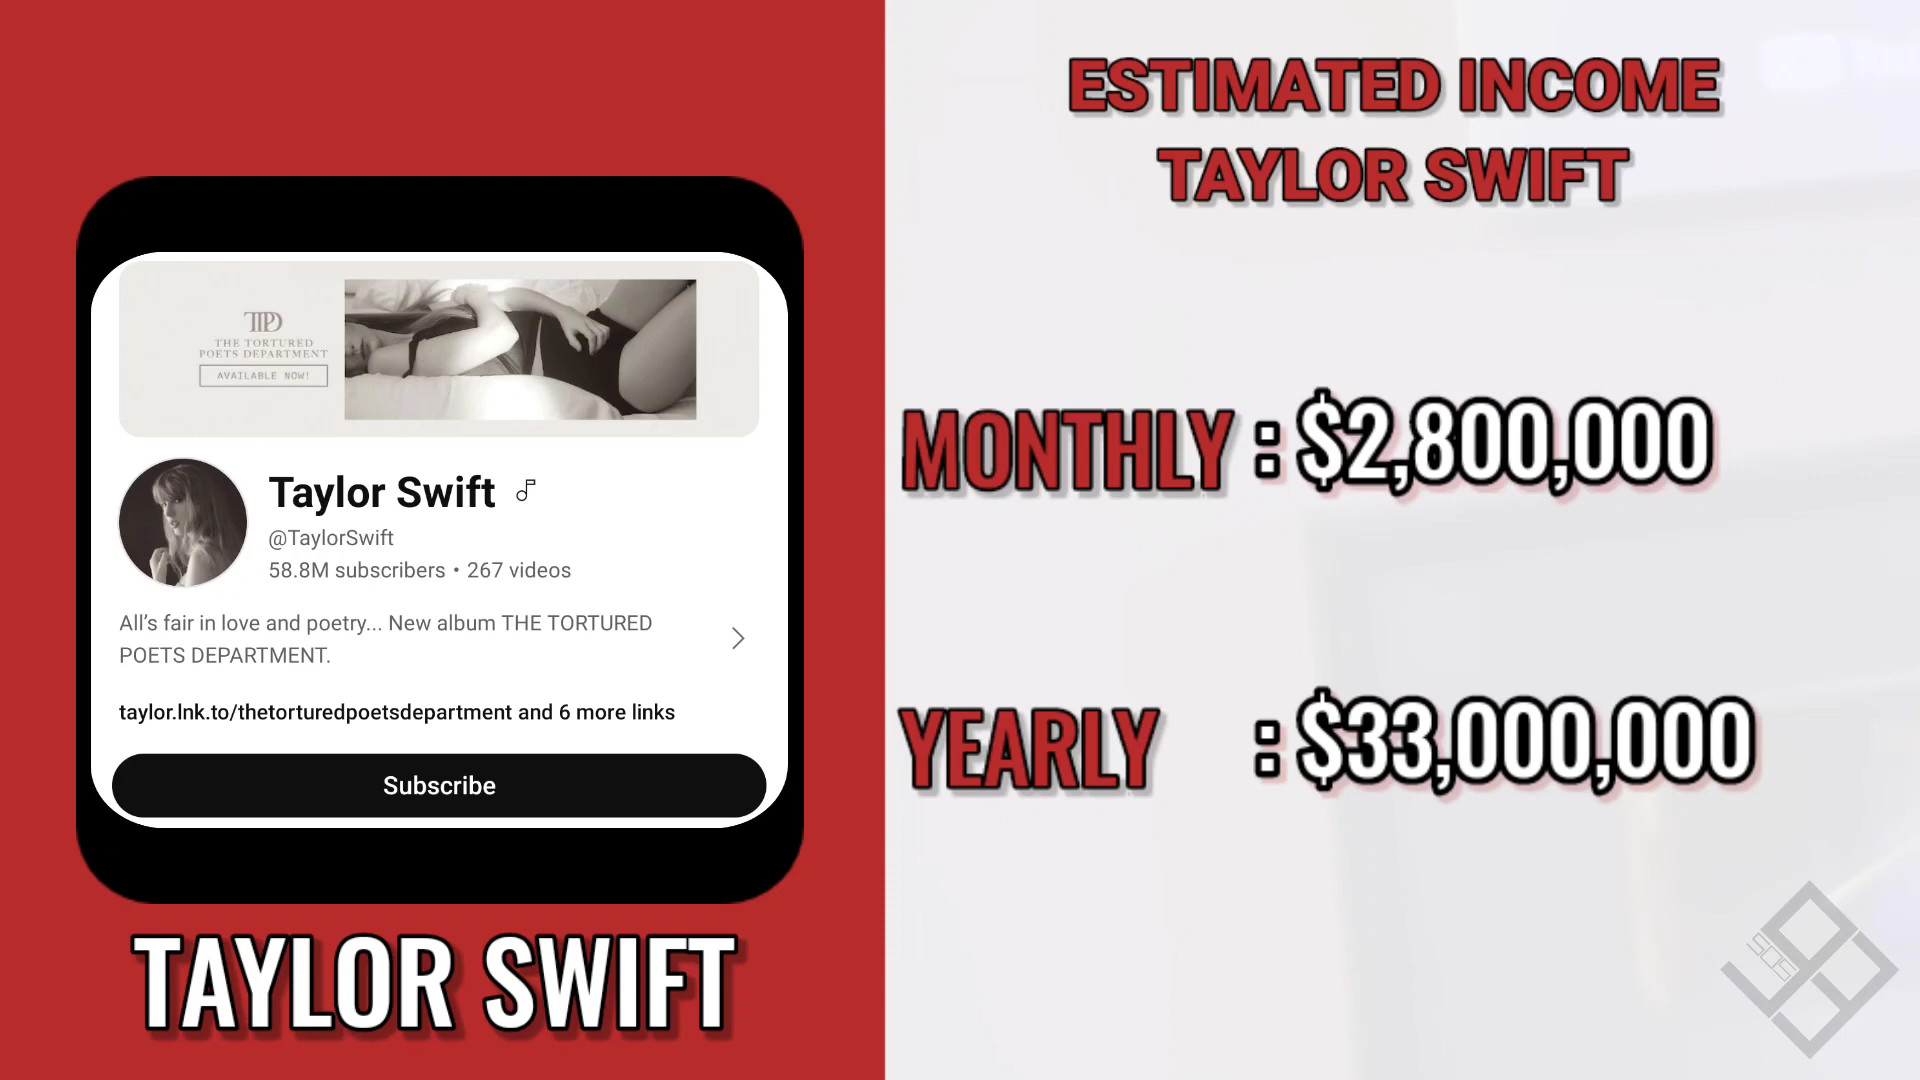 TPD
THE TORTURED
POETS DEPARTMENT
AVAILABLE NOW!
Taylor Swift
@TaylorSwift
58.8M subscribers • 267 videos
All’s fair in love and poetry... New album THE TORTURED
POETS DEPARTMENT.
taylor.lnk.to/thetorturedpoetsdepartment and 6 more links
Subscribe
TAYLOR SWIFT
ESTIMATED INCOME
TAYLOR SWIFT
MONTHLY : $2,800,000
YEARLY : $33,000,000
SOS